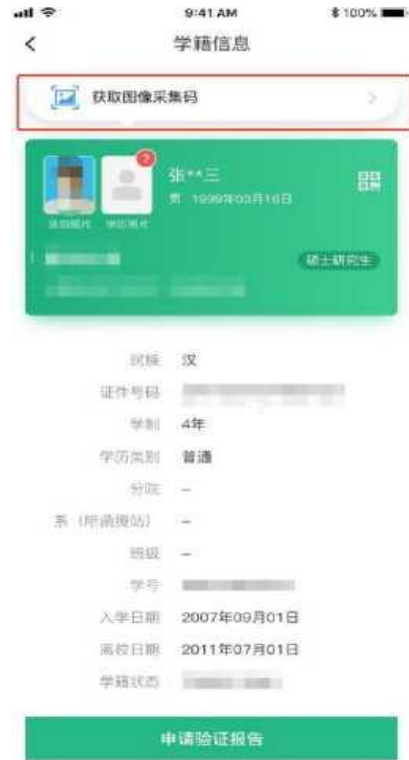 9:41 AM
100%
学籍信息
获取图像采集码
?
张**三
男 1999年03月16日
录取照片 学历照片
硕士研究生
民族 汉
证件号码
学制 4年
学历类别 普通
分院 –
系（所函授站） –
班级 –
学号
入学日期 2007年09月01日
离校日期 2011年07月01日
学籍状态
申请验证报告